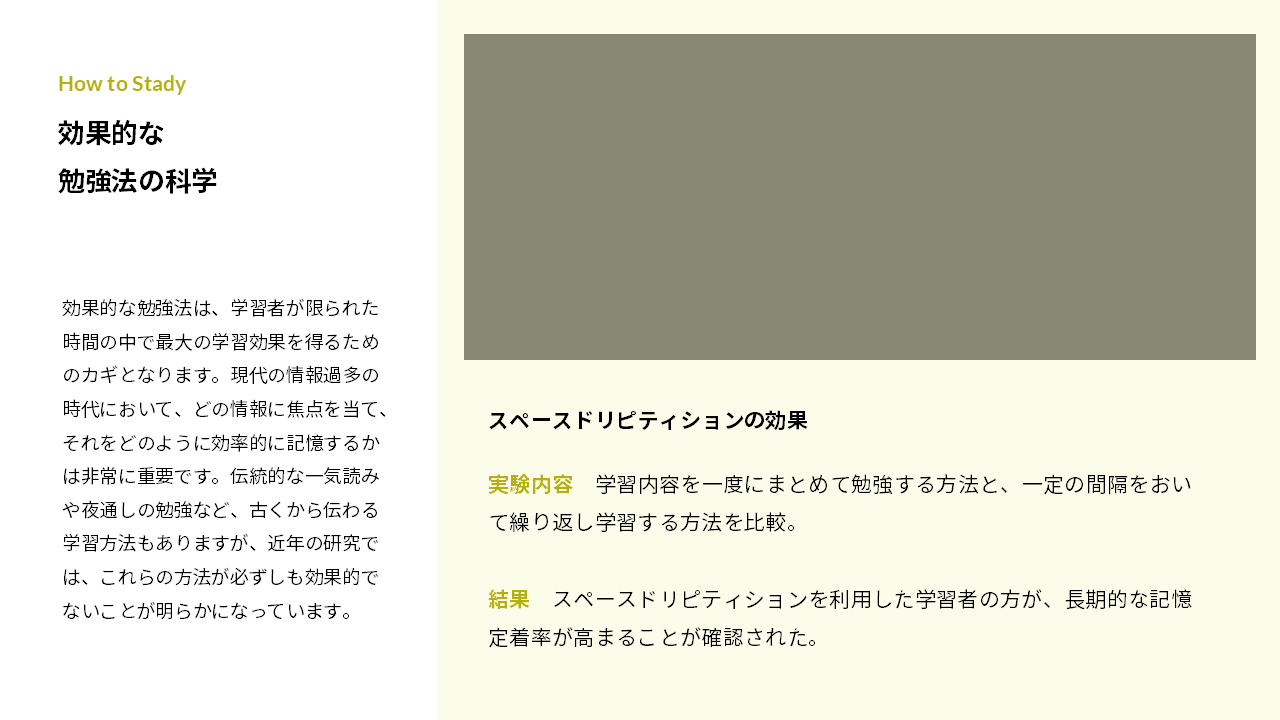 How to Stady
効果的な
勉強法の科学
効果的な勉強法は、学習者が限られた
時間の中で最大の学習効果を得るため
のカギとなります。現代の情報過多の
時代において、どの情報に焦点を当て、
それをどのように効率的に記憶するか
は非常に重要です。伝統的な一気読み
や夜通しの勉強など、古くから伝わる
学習方法もありますが、近年の研究で
は、これらの方法が必ずしも効果的で
ないことが明らかになっています。
スペースドリピティションの効果
実験内容　学習内容を一度にまとめて勉強する方法と、一定の間隔をおい
て繰り返し学習する方法を比較。
結果　スペースドリピティションを利用した学習者の方が、長期的な記憶
定着率が高まることが確認された。